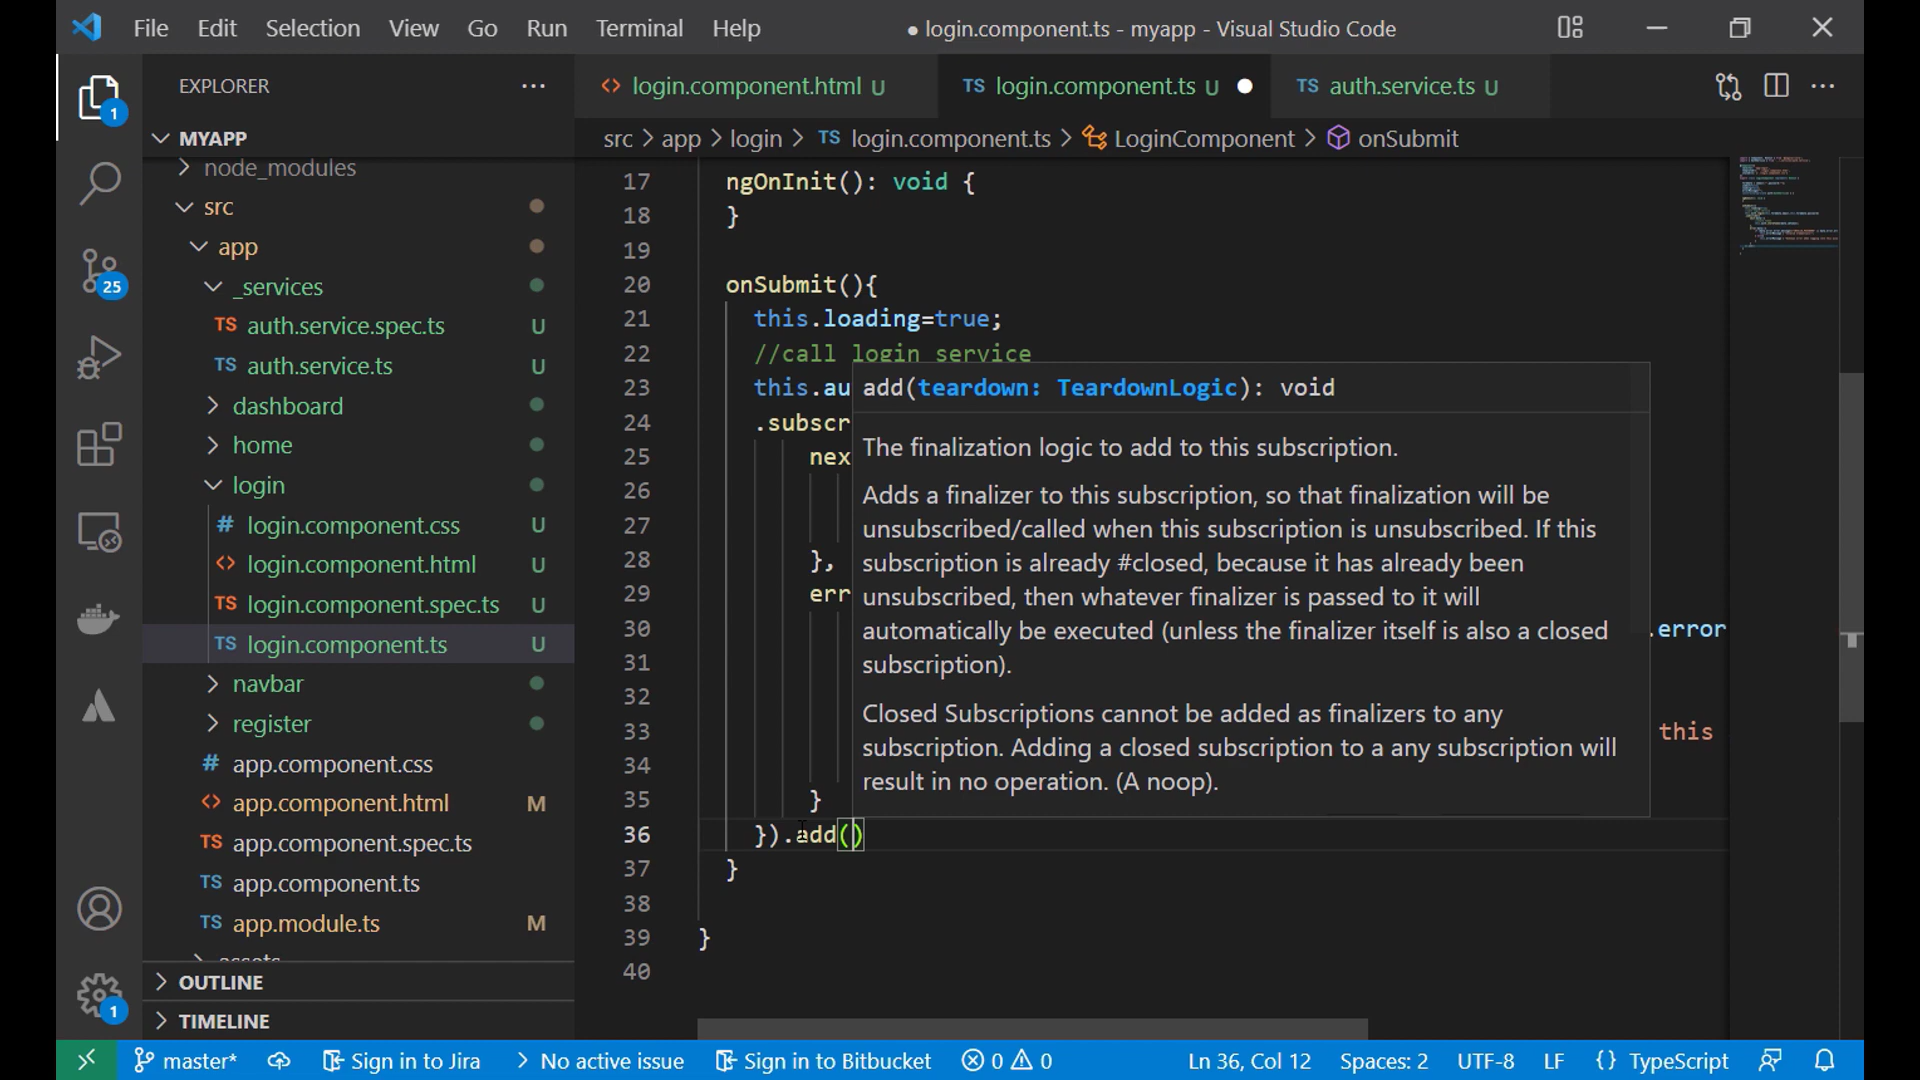 File Edit Selection View Go Run Terminal Help
● login.component.ts - myapp - Visual Studio Code
EXPLORER
login.component.html U
TS login.component.ts U
TS auth.service.ts U
MYAPP
src > app > login > TS login.component.ts > LoginComponent > onSubmit
node_modules
src
app
_services
TS auth.service.spec.ts U
TS auth.service.ts U
dashboard
home
login
# login.component.css U
<> login.component.html U
TS login.component.spec.ts U
TS login.component.ts U
navbar
register
# app.component.css
<> app.component.html M
TS app.component.spec.ts
TS app.component.ts
TS app.module.ts M
OUTLINE
TIMELINE
1
25
1
17 ngOnInit(): void {
18 }
19
20 onSubmit(){
21 this.loading=true;
22 //call login service
23 this.au
24 .subscr
25 nex
26
27
28 },
29 err
30 .error
31
32
33 this
34
35 }
36 }).add()
37 }
38
39 }
40
add(teardown: TeardownLogic): void
The finalization logic to add to this subscription.
Adds a finalizer to this subscription, so that finalization will be
unsubscribed/called when this subscription is unsubscribed. If this
subscription is already #closed, because it has already been
unsubscribed, then whatever finalizer is passed to it will
automatically be executed (unless the finalizer itself is also a closed
subscription).
Closed Subscriptions cannot be added as finalizers to any
subscription. Adding a closed subscription to a any subscription will
result in no operation. (A noop).
master* Sign in to Jira No active issue Sign in to Bitbucket 0 0 Ln 36, Col 12 Spaces: 2 UTF-8 LF {} TypeScript